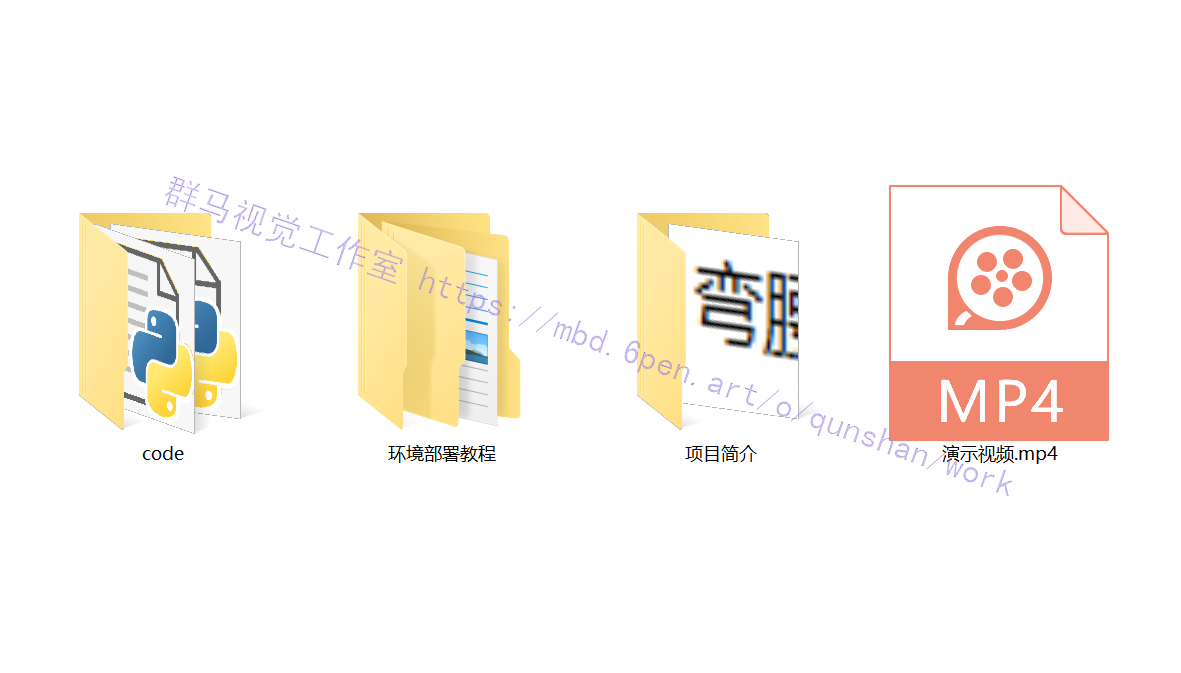 群马视觉工作室 https://mbd.6pen.art/o/qunshan/work
弯腰
MP4
code
环境部署教程
项目简介
演示视频.mp4